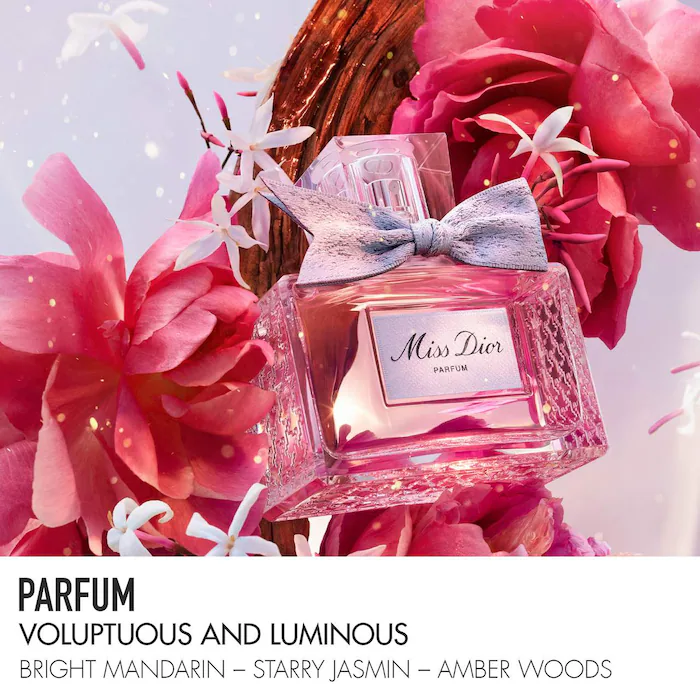 Miss Dior
PARFUM
PARFUM
VOLUPTUOUS AND LUMINOUS
BRIGHT MANDARIN – STARRY JASMIN – AMBER WOODS